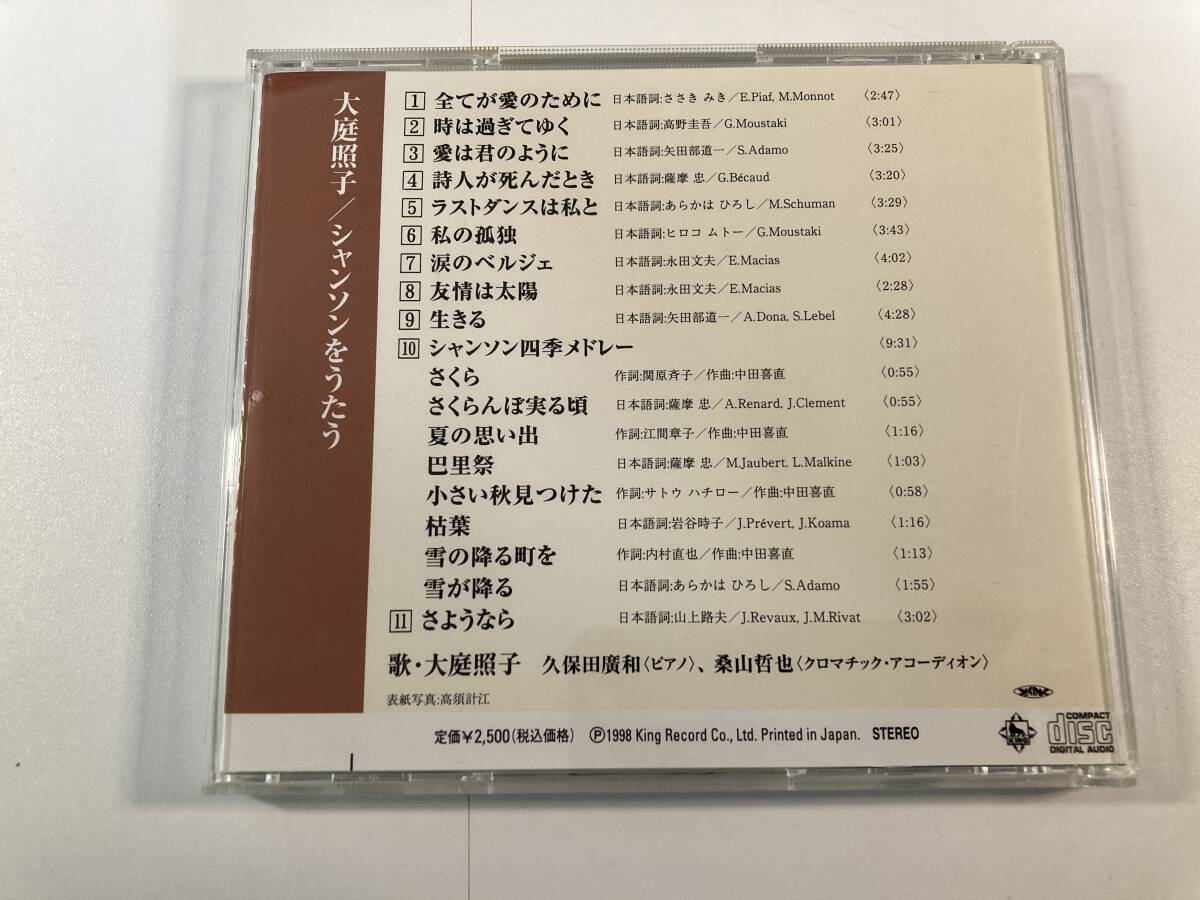 大庭照子／シャンソンをうたう
1 全てが愛のために 日本語詞:ささき みき／E.Piaf, M.Monnot 〈2:47〉
2 時は過ぎてゆく 日本語詞:高野圭吾／G.Moustaki 〈3:01〉
3 愛は君のように 日本語詞:矢田部道一／S.Adamo 〈3:25〉
4 詩人が死んだとき 日本語詞:薩摩 忠／G.Bécaud 〈3:20〉
5 ラストダンスは私と 日本語詞:あらかは ひろし／M.Schuman 〈3:29〉
6 私の孤独 日本語詞:ヒロコ ムトー／G.Moustaki 〈3:43〉
7 涙のベルジェ 日本語詞:永田文夫／E.Macias 〈4:02〉
8 友情は太陽 日本語詞:永田文夫／E.Macias 〈2:28〉
9 生きる 日本語詞:矢田部道一／A.Dona, S.Lebel 〈4:28〉
10 シャンソン四季メドレー 〈9:31〉
さくら 作詞:関原斉子／作曲:中田喜直 〈0:55〉
さくらんぼ実る頃 日本語詞:薩摩 忠／A.Renard, J.Clement 〈0:55〉
夏の思い出 作詞:江間章子／作曲:中田喜直 〈1:16〉
巴里祭 日本語詞:薩摩 忠／M.Jaubert. L.Malkine 〈1:03〉
小さい秋見つけた 作詞:サトウ ハチロー／作曲:中田喜直 〈0:58〉
枯葉 日本語詞:岩谷時子／J.Prévert, J.Koama 〈1:16〉
雪の降る町を 作詞:内村直也／作曲:中田喜直 〈1:13〉
雪が降る 日本語詞:あらかは ひろし／S.Adamo 〈1:55〉
11 さようなら 日本語詞:山上路夫／J.Revaux, J.M.Rivat 〈3:02〉
歌・大庭照子 久保田廣和〈ピアノ〉、桑山哲也〈クロマチック・アコーディオン〉
表紙写真:高須計江
定価￥2,500(税込価格) Ⓟ1998 King Record Co., Ltd. Printed in Japan. STEREO
COMPACT
disc
DIGITAL AUDIO